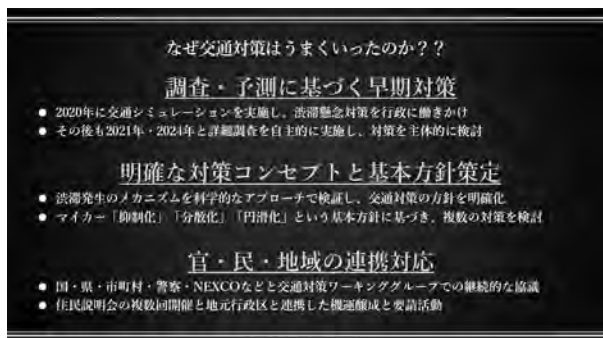 なぜ交通対策はうまくいったのか??
調査・予測に基づく早期対策
● 2020年に交通シミュレーションを実施し、渋滞懸念対策を行政に働きかけ
● その後も2021年・2024年と詳細調査を自主的に実施し、対策を主体的に検討
明確な対策コンセプトと基本方針策定
● 渋滞発生のメカニズムを科学的なアプローチで検証し、交通対策の方針を明確化
● マイカー「抑制化」「分散化」「円滑化」という基本方針に基づき、複数の対策を検討
官・民・地域の連携対応
● 国・県・市町村・警察・NEXCOなどと交通対策ワーキンググループでの継続的な協議
● 住民説明会の複数回開催と地元行政区と連携した機運醸成と要請活動